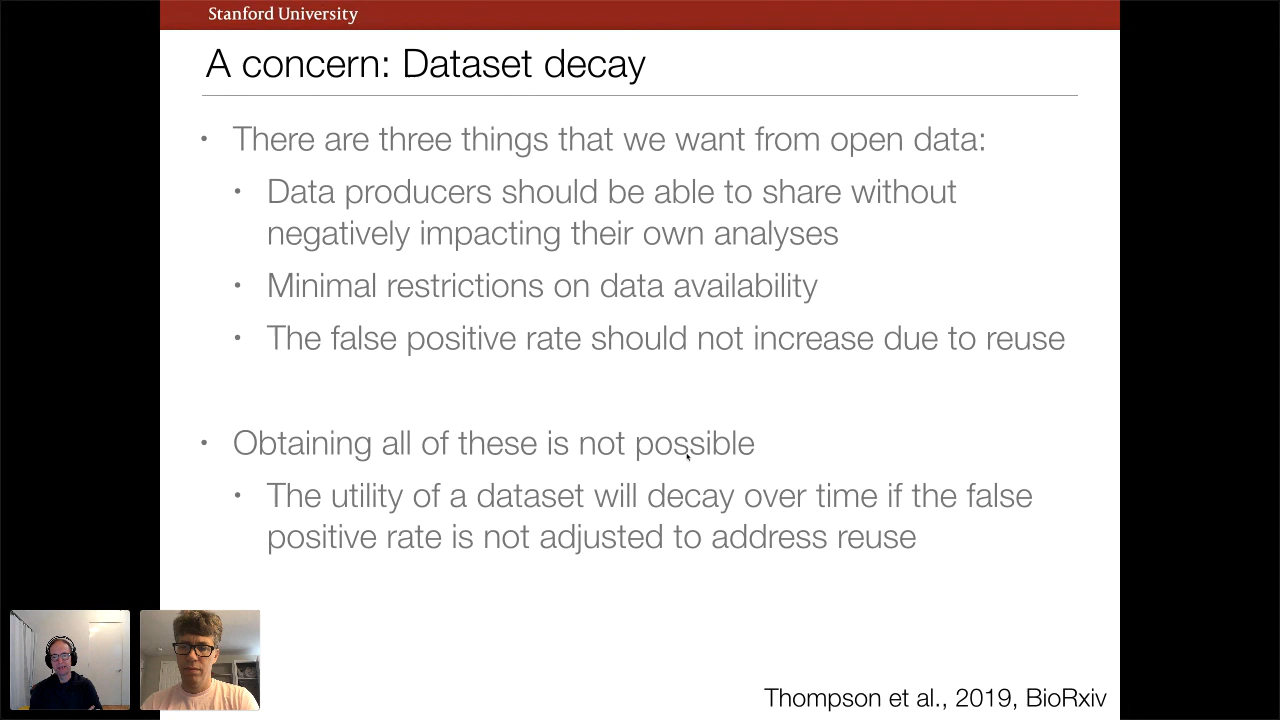 Stanford University
A concern: Dataset decay
• There are three things that we want from open data:
• Data producers should be able to share without
negatively impacting their own analyses
• Minimal restrictions on data availability
• The false positive rate should not increase due to reuse
• Obtaining all of these is not possible
• The utility of a dataset will decay over time if the false
positive rate is not adjusted to address reuse
Thompson et al., 2019, BioRxiv